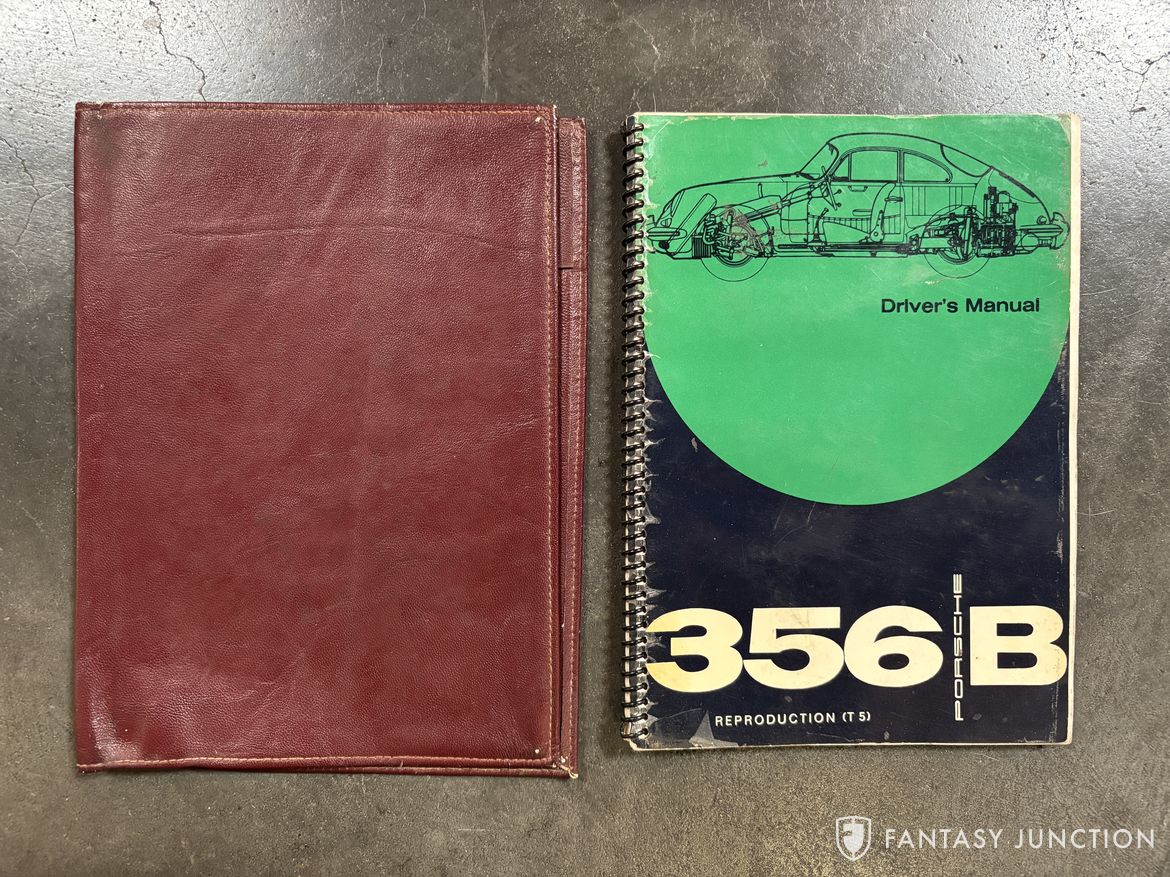 Driver's Manual
356 B
PORSCHE
REPRODUCTION (T 5)
FANTASY JUNCTION